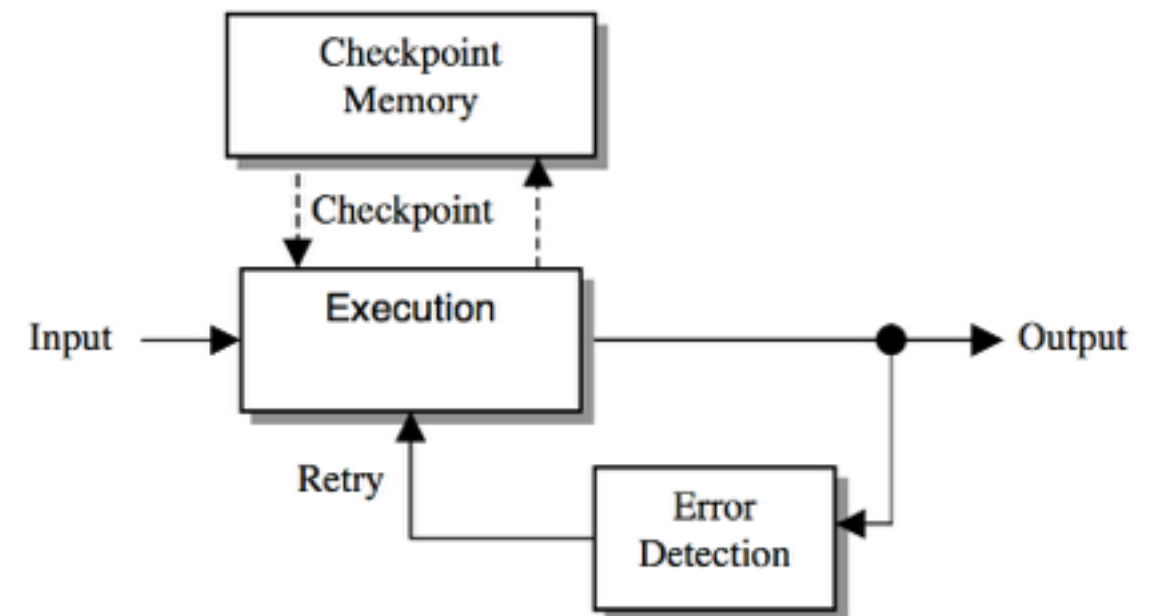 Checkpoint
Memory
Checkpoint
Execution
Input
Output
Retry
Error
Detection